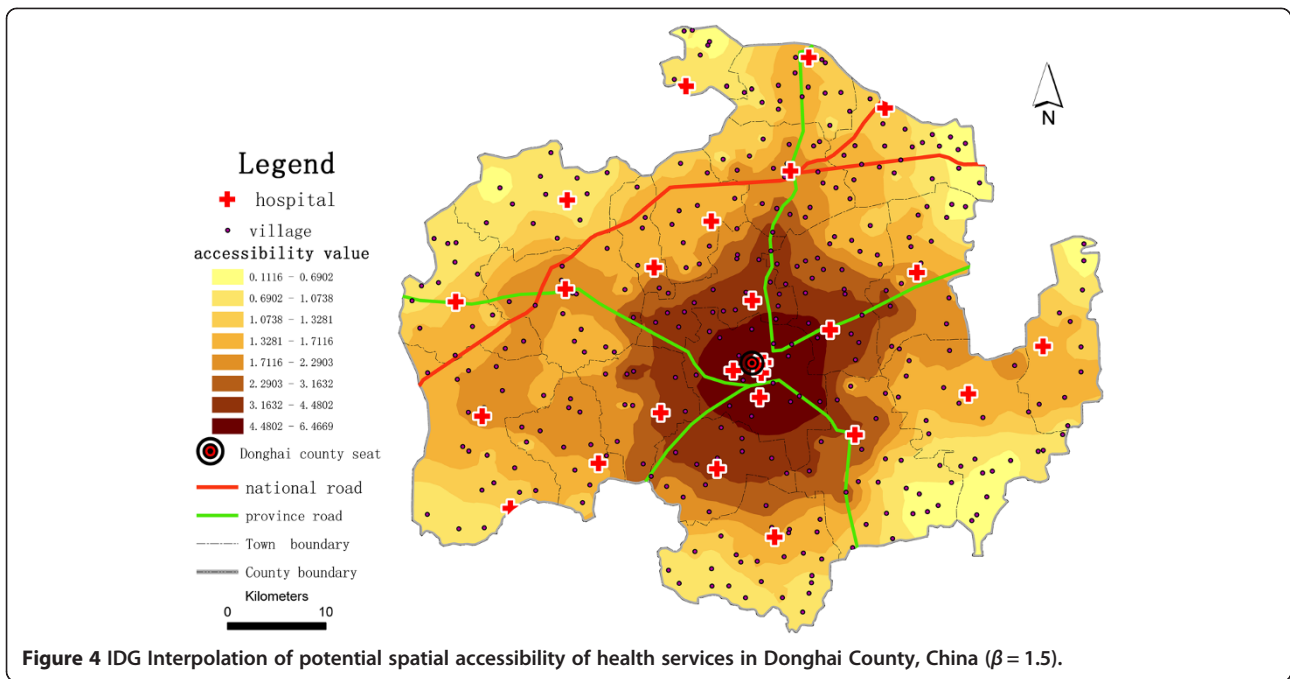 N
Legend
hospital
village
accessibility value
0.1116 - 0.6902
0.6902 - 1.0738
1.0738 - 1.3281
1.3281 - 1.7116
1.7116 - 2.2903
2.2903 - 3.1632
3.1632 - 4.4802
4.4802 - 6.4669
Donghai county seat
national road
province road
Town boundary
County boundary
Kilometers
0 10
Figure 4 IDG Interpolation of potential spatial accessibility of health services in Donghai County, China (β = 1.5).